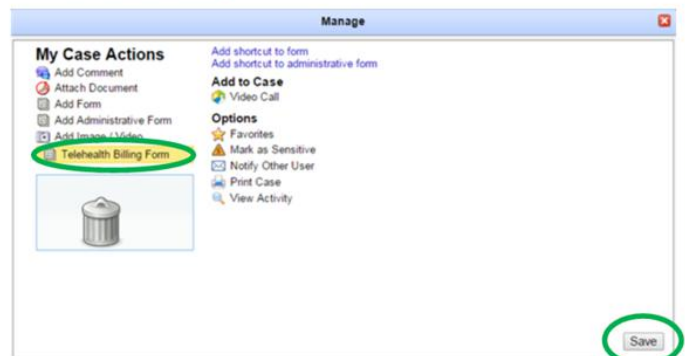 Manage
My Case Actions
Add Comment
Attach Document
Add Form
Add Administrative Form
Add Image / Video
Telehealth Billing Form
Add shortcut to form
Add shortcut to administrative form
Add to Case
Video Call
Options
Favorites
Mark as Sensitive
Notify Other User
Print Case
View Activity
Save